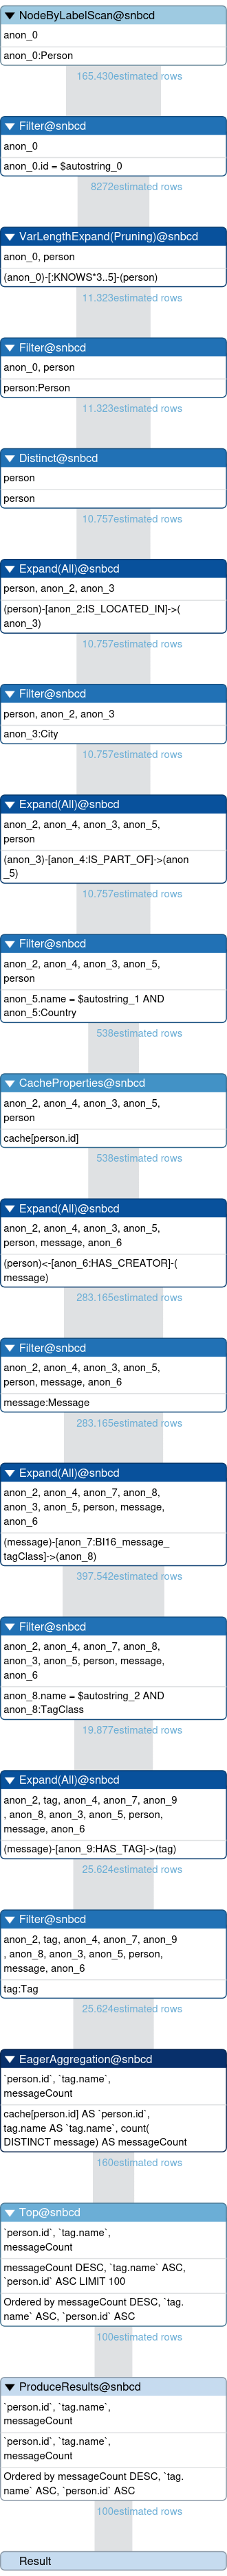 NodeByLabelScan@snbcd
anon_0
anon_0:Person
165.430estimated rows
Filter@snbcd
anon_0
anon_0.id = $autostring_0
8272estimated rows
VarLengthExpand(Pruning)@snbcd
anon_0, person
(anon_0)-[:KNOWS*3..5]-(person)
11.323estimated rows
Filter@snbcd
anon_0, person
person:Person
11.323estimated rows
Distinct@snbcd
person
person
10.757estimated rows
Expand(All)@snbcd
person, anon_2, anon_3
(person)-[anon_2:IS_LOCATED_IN]->(
anon_3)
10.757estimated rows
Filter@snbcd
person, anon_2, anon_3
anon_3:City
10.757estimated rows
Expand(All)@snbcd
anon_2, anon_4, anon_3, anon_5,
person
(anon_3)-[anon_4:IS_PART_OF]->(anon
_5)
10.757estimated rows
Filter@snbcd
anon_2, anon_4, anon_3, anon_5,
person
anon_5.name = $autostring_1 AND
anon_5:Country
538estimated rows
CacheProperties@snbcd
anon_2, anon_4, anon_3, anon_5,
person
cache[person.id]
538estimated rows
Expand(All)@snbcd
anon_2, anon_4, anon_3, anon_5,
person, message, anon_6
(person)<-[anon_6:HAS_CREATOR]-(
message)
283.165estimated rows
Filter@snbcd
anon_2, anon_4, anon_3, anon_5,
person, message, anon_6
message:Message
283.165estimated rows
Expand(All)@snbcd
anon_2, anon_4, anon_7, anon_8,
anon_3, anon_5, person, message,
anon_6
(message)-[anon_7:BI16_message_
tagClass]->(anon_8)
397.542estimated rows
Filter@snbcd
anon_2, anon_4, anon_7, anon_8,
anon_3, anon_5, person, message,
anon_6
anon_8.name = $autostring_2 AND
anon_8:TagClass
19.877estimated rows
Expand(All)@snbcd
anon_2, tag, anon_4, anon_7, anon_9
, anon_8, anon_3, anon_5, person,
message, anon_6
(message)-[anon_9:HAS_TAG]->(tag)
25.624estimated rows
Filter@snbcd
anon_2, tag, anon_4, anon_7, anon_9
, anon_8, anon_3, anon_5, person,
message, anon_6
tag:Tag
25.624estimated rows
EagerAggregation@snbcd
`person.id`, `tag.name`,
messageCount
cache[person.id] AS `person.id`,
tag.name AS `tag.name`, count(
DISTINCT message) AS messageCount
160estimated rows
Top@snbcd
`person.id`, `tag.name`,
messageCount
messageCount DESC, `tag.name` ASC,
`person.id` ASC LIMIT 100
Ordered by messageCount DESC, `tag.
name` ASC, `person.id` ASC
100estimated rows
ProduceResults@snbcd
`person.id`, `tag.name`,
messageCount
`person.id`, `tag.name`,
messageCount
Ordered by messageCount DESC, `tag.
name` ASC, `person.id` ASC
100estimated rows
Result